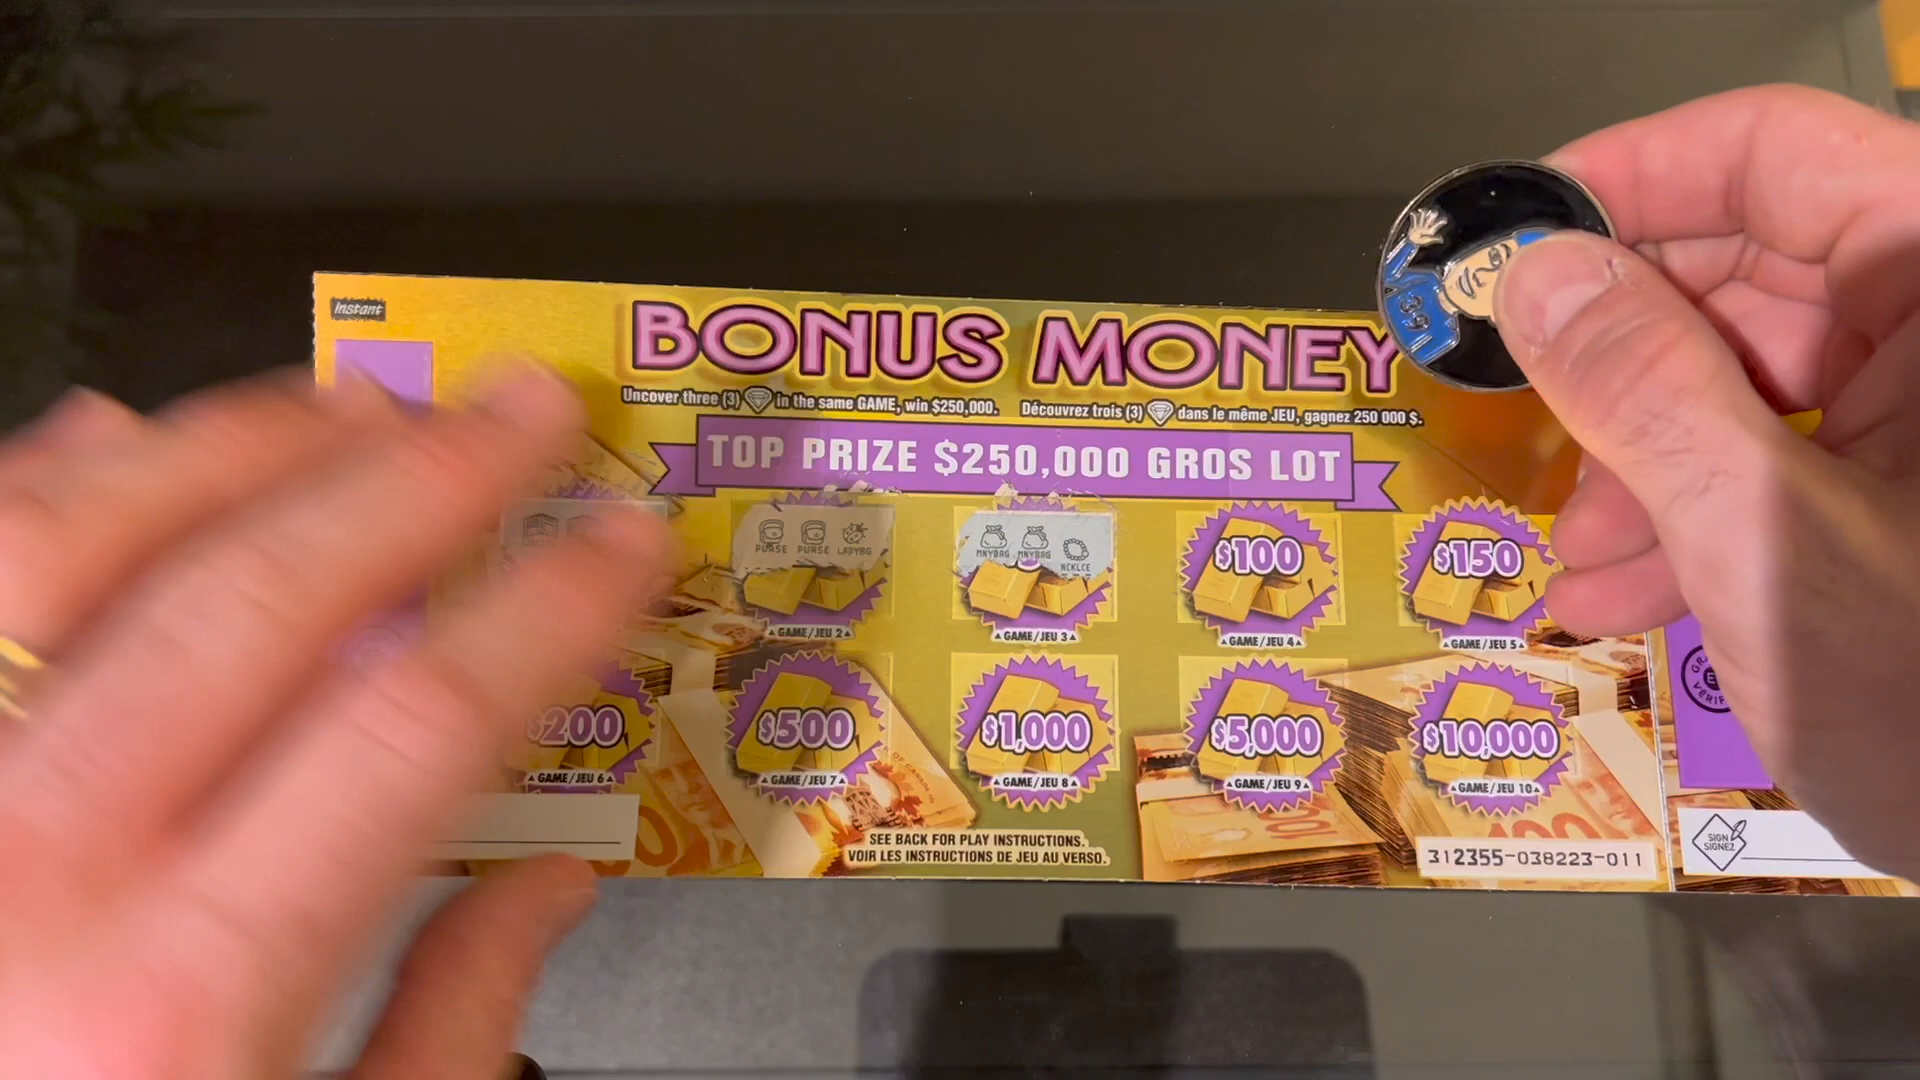 Instant
BONUS MONEY
Uncover three (3) in the same GAME, win $250,000. Découvrez trois (3) dans le même JEU, gagnez 250 000 $.
TOP PRIZE $250,000 GROS LOT
PURSE PURSE LADYBG
MNYBAG MNYBAG NCKLCE
$100 $150
GAME/JEU 2 GAME/JEU 3 GAME/JEU 4 GAME/JEU 5
$200 $500 $1,000 $5,000 $10,000
GAME/JEU 6 GAME/JEU 7 GAME/JEU 8 GAME/JEU 9 GAME/JEU 10
SEE BACK FOR PLAY INSTRUCTIONS.
VOIR LES INSTRUCTIONS DE JEU AU VERSO.
312355-038223-011
SIGN
SIGNEZ